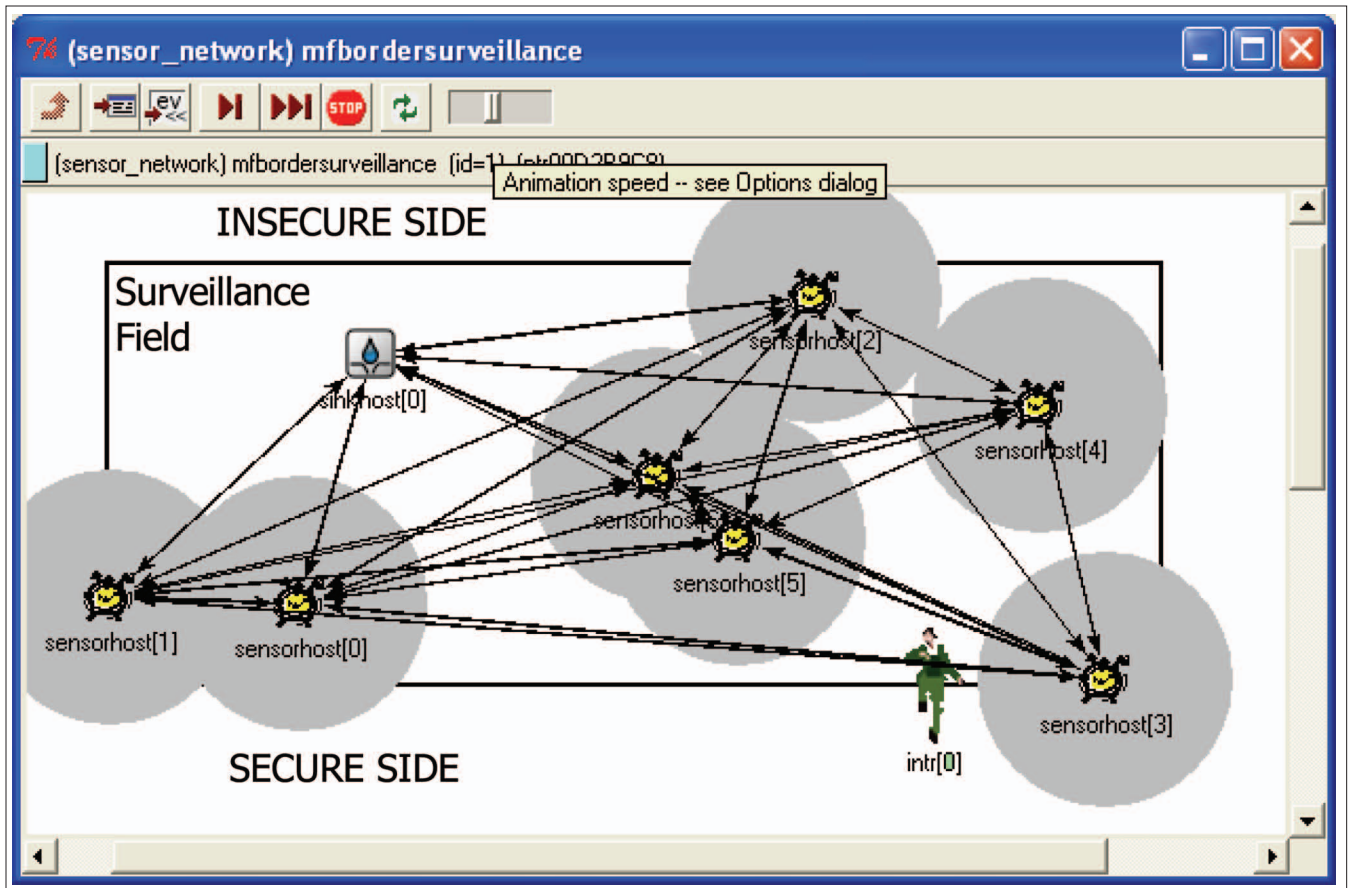 (sensor_network) mfbordersurveillance
ev
<<
STOP
(sensor_network) mfbordersurveillance (id=1)
Animation speed -- see Options dialog
INSECURE SIDE
Surveillance
Field
sensorhost[2]
sinkhost[0]
sensorhost[4]
sensorhost[5]
sensorhost[1]
sensorhost[0]
sensorhost[3]
intr[0]
SECURE SIDE